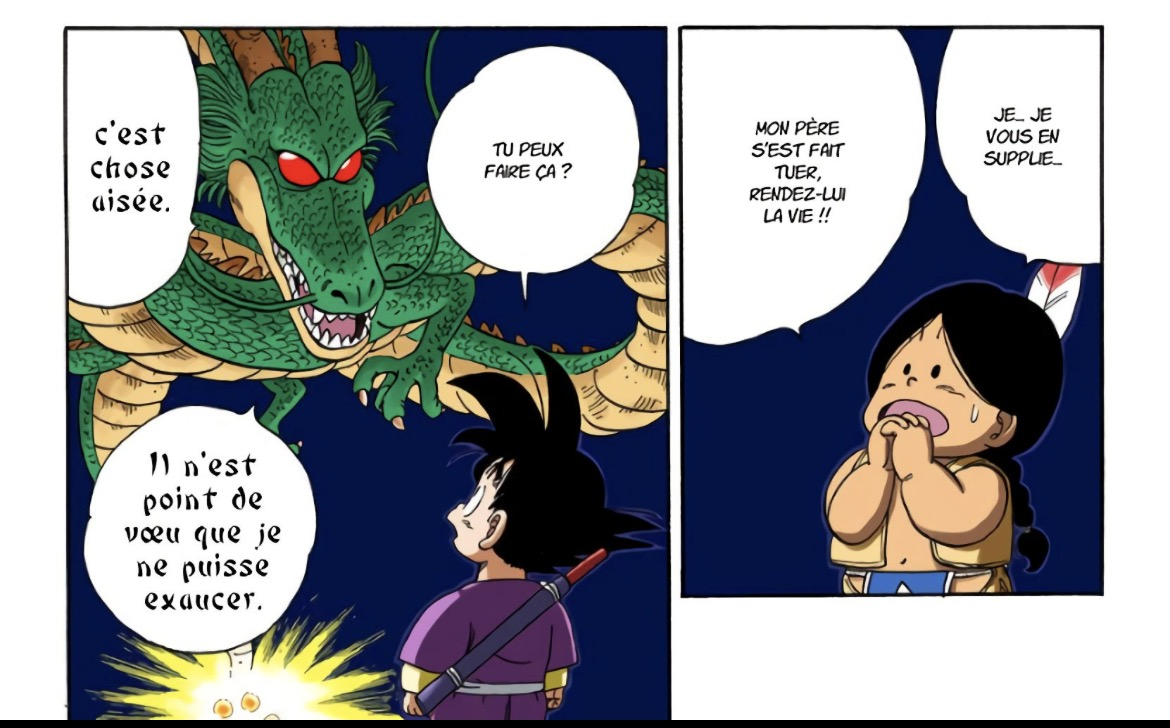 JE... JE
VOUS EN
SUPPLIE...
MON PÈRE
S'EST FAIT
TUER,
RENDEZ-LUI
LA VIE !!
TU PEUX
FAIRE ÇA ?
c'est
chose
aisée.
Il n'est
point de
vœu que je
ne puisse
exaucer.